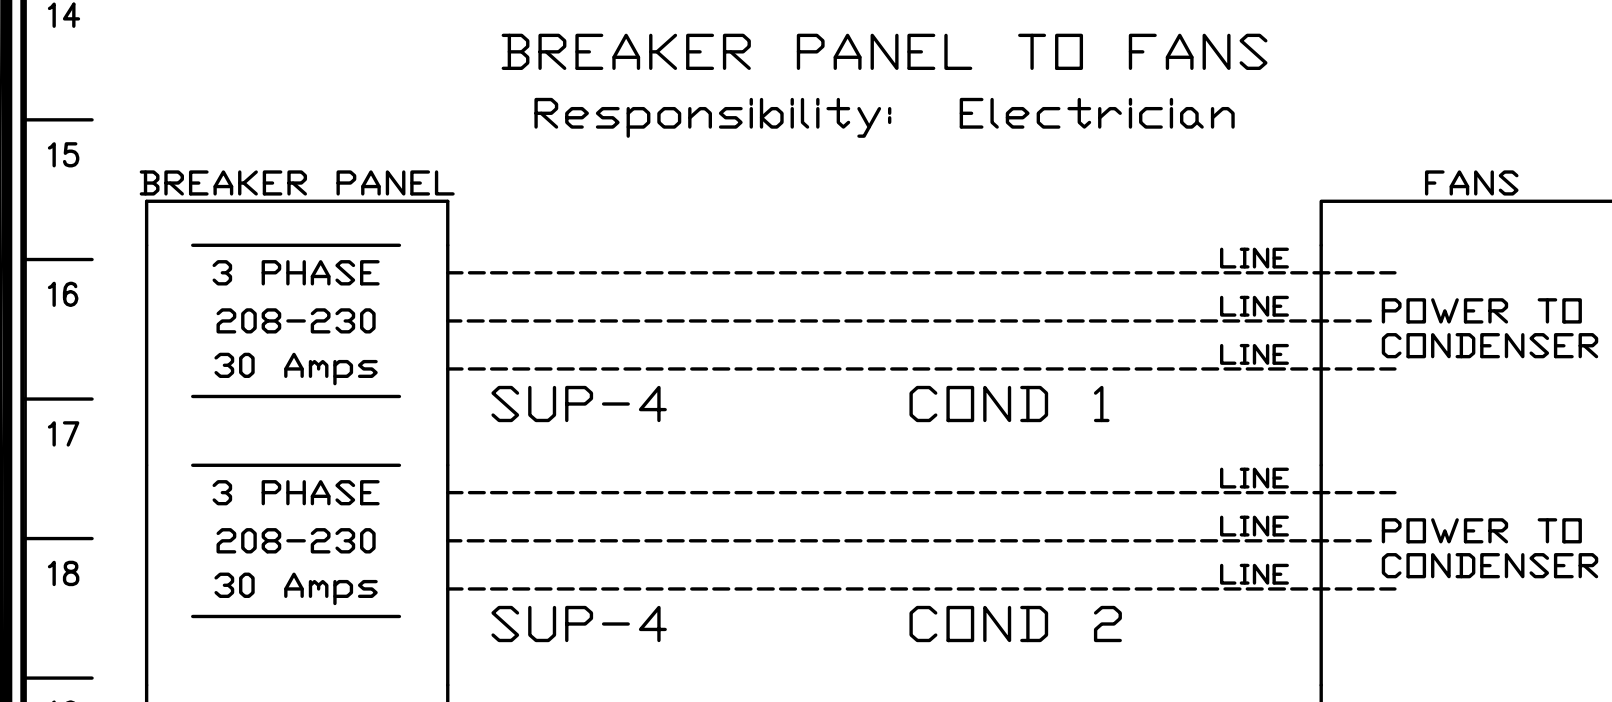 14
BREAKER PANEL TO FANS
Responsibility: Electrician
15
BREAKER PANEL
FANS
3 PHASE
LINE
16
208-230
LINE
POWER TO
CONDENSER
30 Amps
LINE
SUP-4
COND 1
17
3 PHASE
LINE
208-230
LINE
POWER TO
CONDENSER
18
30 Amps
LINE
SUP-4
COND 2